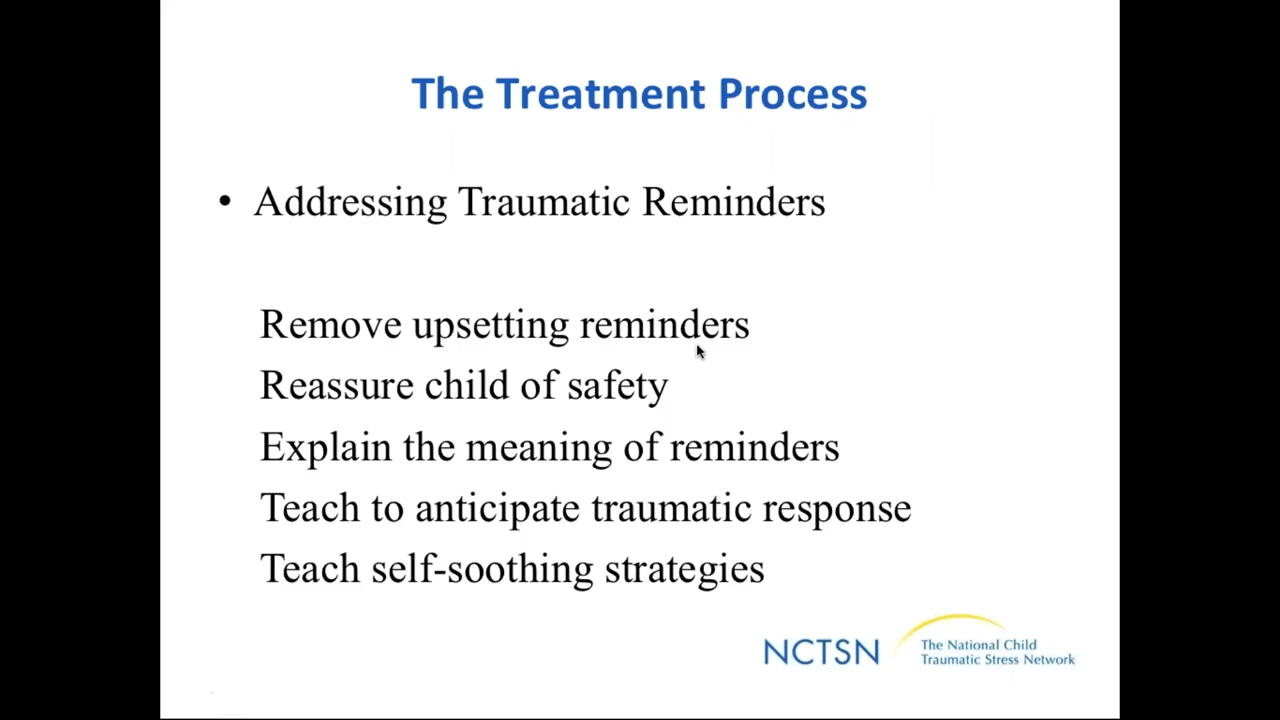 The Treatment Process
• Addressing Traumatic Reminders
Remove upsetting reminders
Reassure child of safety
Explain the meaning of reminders
Teach to anticipate traumatic response
Teach self-soothing strategies
NCTSN
The National Child
Traumatic Stress Network